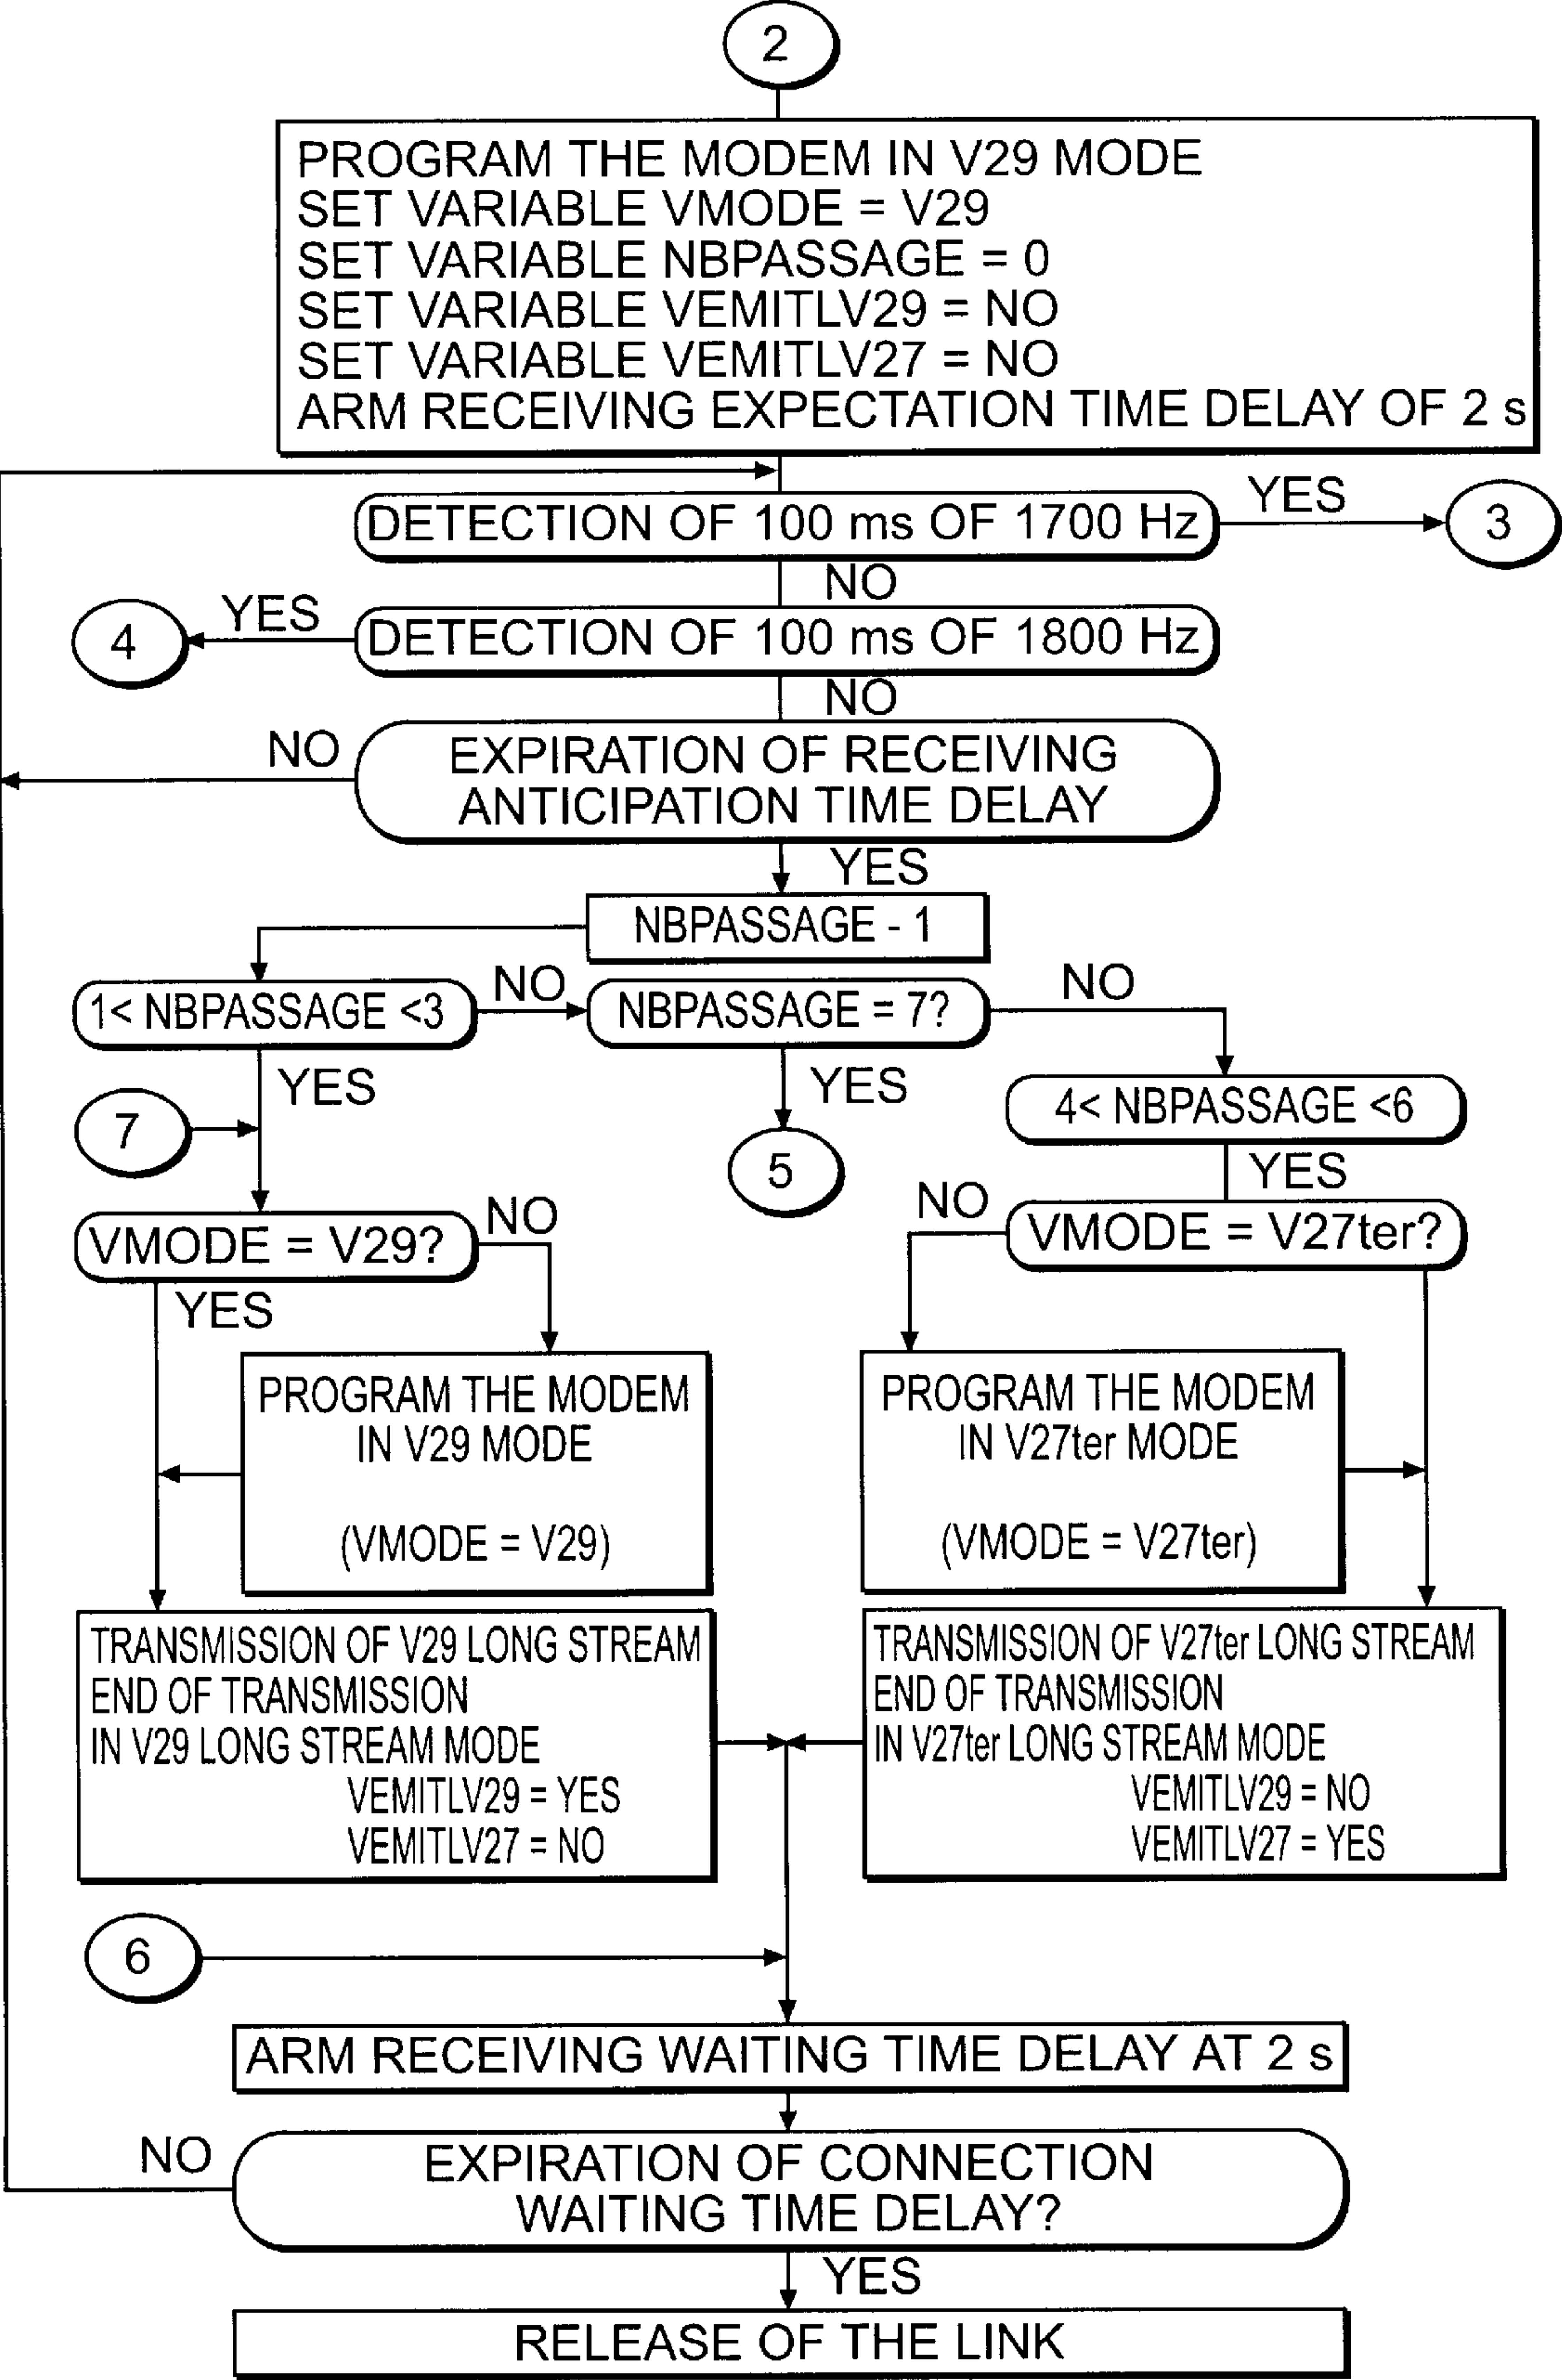 2
PROGRAM THE MODEM IN V29 MODE
SET VARIABLE VMODE = V29
SET VARIABLE NBPASSAGE = 0
SET VARIABLE VEMITLV29 = NO
SET VARIABLE VEMITLV27 = NO
ARM RECEIVING EXPECTATION TIME DELAY OF 2 s
DETECTION OF 100 ms OF 1700 Hz
YES
3
NO
4
YES
DETECTION OF 100 ms OF 1800 Hz
NO
NO
EXPIRATION OF RECEIVING
ANTICIPATION TIME DELAY
YES
NBPASSAGE - 1
1< NBPASSAGE <3
NO
NBPASSAGE = 7?
NO
YES
YES
4< NBPASSAGE <6
7
5
YES
VMODE = V29?
NO
NO
VMODE = V27ter?
YES
PROGRAM THE MODEM
IN V29 MODE
(VMODE = V29)
PROGRAM THE MODEM
IN V27ter MODE
(VMODE = V27ter)
TRANSMISSION OF V29 LONG STREAM
END OF TRANSMISSION
IN V29 LONG STREAM MODE
VEMITLV29 = YES
VEMITLV27 = NO
TRANSMISSION OF V27ter LONG STREAM
END OF TRANSMISSION
IN V27ter LONG STREAM MODE
VEMITLV29 = NO
VEMITLV27 = YES
6
ARM RECEIVING WAITING TIME DELAY AT 2 s
NO
EXPIRATION OF CONNECTION
WAITING TIME DELAY?
YES
RELEASE OF THE LINK